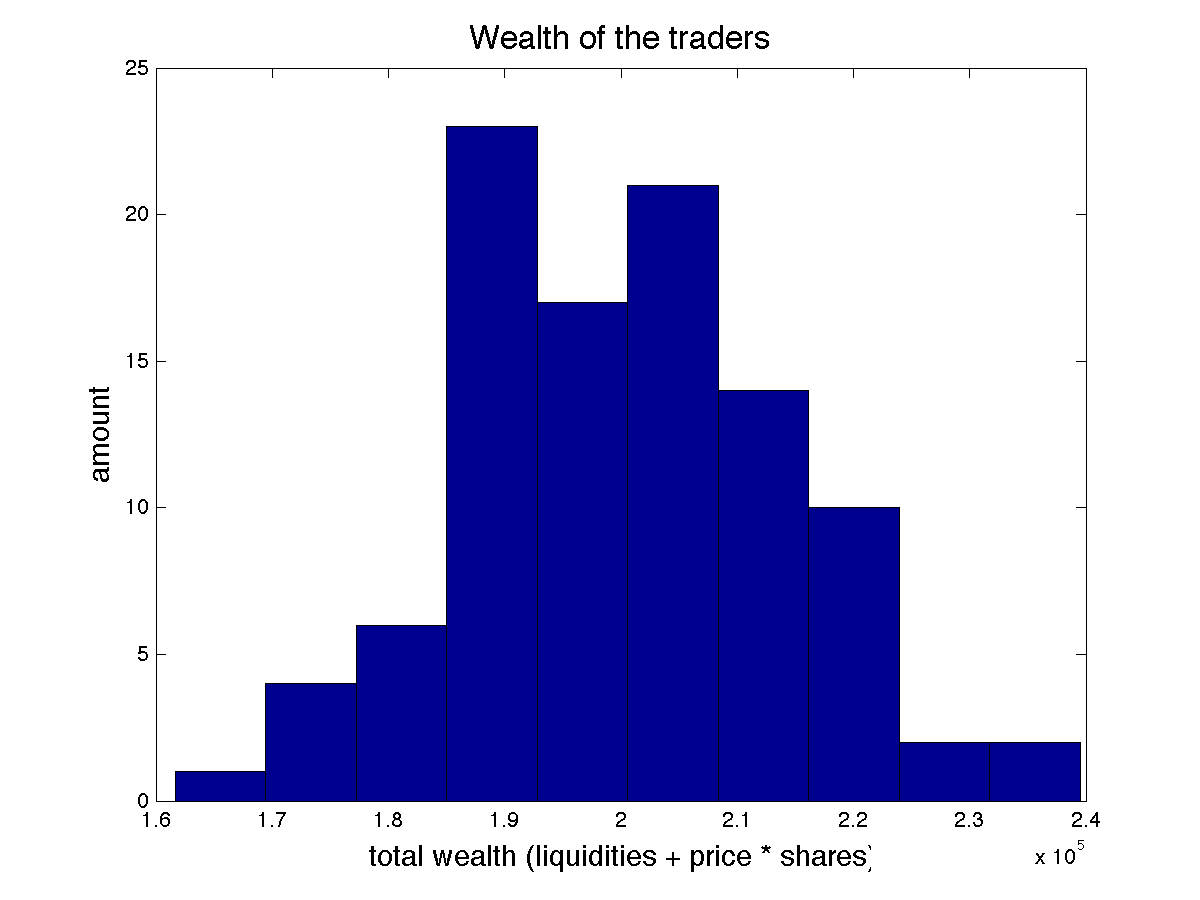 Wealth of the traders
25
20
15
10
5
0
amount
1.6 1.7 1.8 1.9 2 2.1 2.2 2.3 2.4
x 10^5
total wealth (liquidities + price * shares)